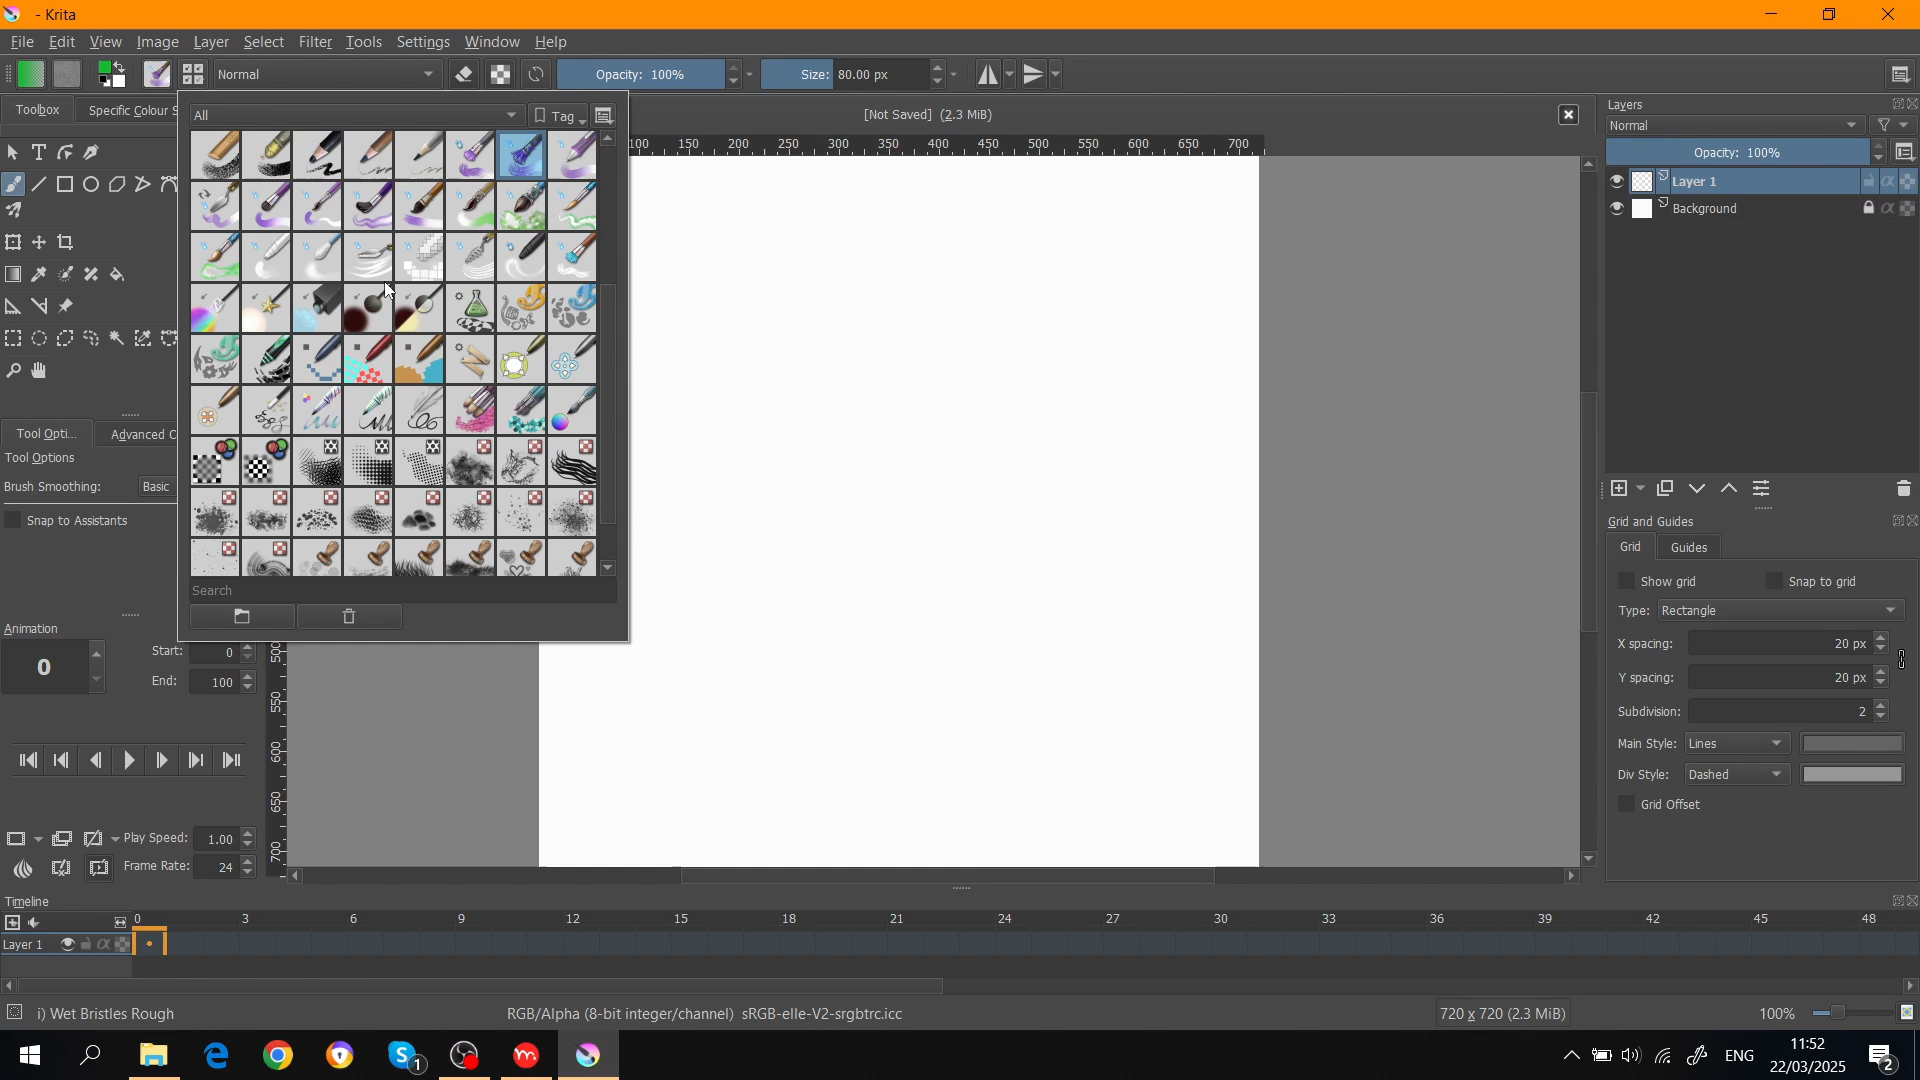 - Krita
File Edit View Image Layer Select Filter Tools Settings Window Help
Normal Opacity: 100% Size: 80.00 px
Toolbox Specific Colour S All Tag [Not Saved] (2.3 MiB)
100 150 200 250 300 350 400 450 500 550 600 650 700
Layers
Normal
Opacity: 100%
Layer 1
Background
Tool Opti... Advanced C
Tool Options
Brush Smoothing: Basic
Snap to Assistants
Search
Animation
Start: 0
0
End: 100
Play Speed: 1.00
Frame Rate: 24
500
550
600
650
700
Grid and Guides
Grid Guides
Show grid Snap to grid
Type: Rectangle
X spacing: 20 px
Y spacing: 20 px
Subdivision: 2
Main Style: Lines
Div Style: Dashed
Grid Offset
Timeline
0 3 6 9 12 15 18 21 24 27 30 33 36 39 42 45 48
Layer 1
i) Wet Bristles Rough RGB/Alpha (8-bit integer/channel) sRGB-elle-V2-srgbtrc.icc 720 x 720 (2.3 MiB) 100%
1 ENG 11:52
22/03/2025 2